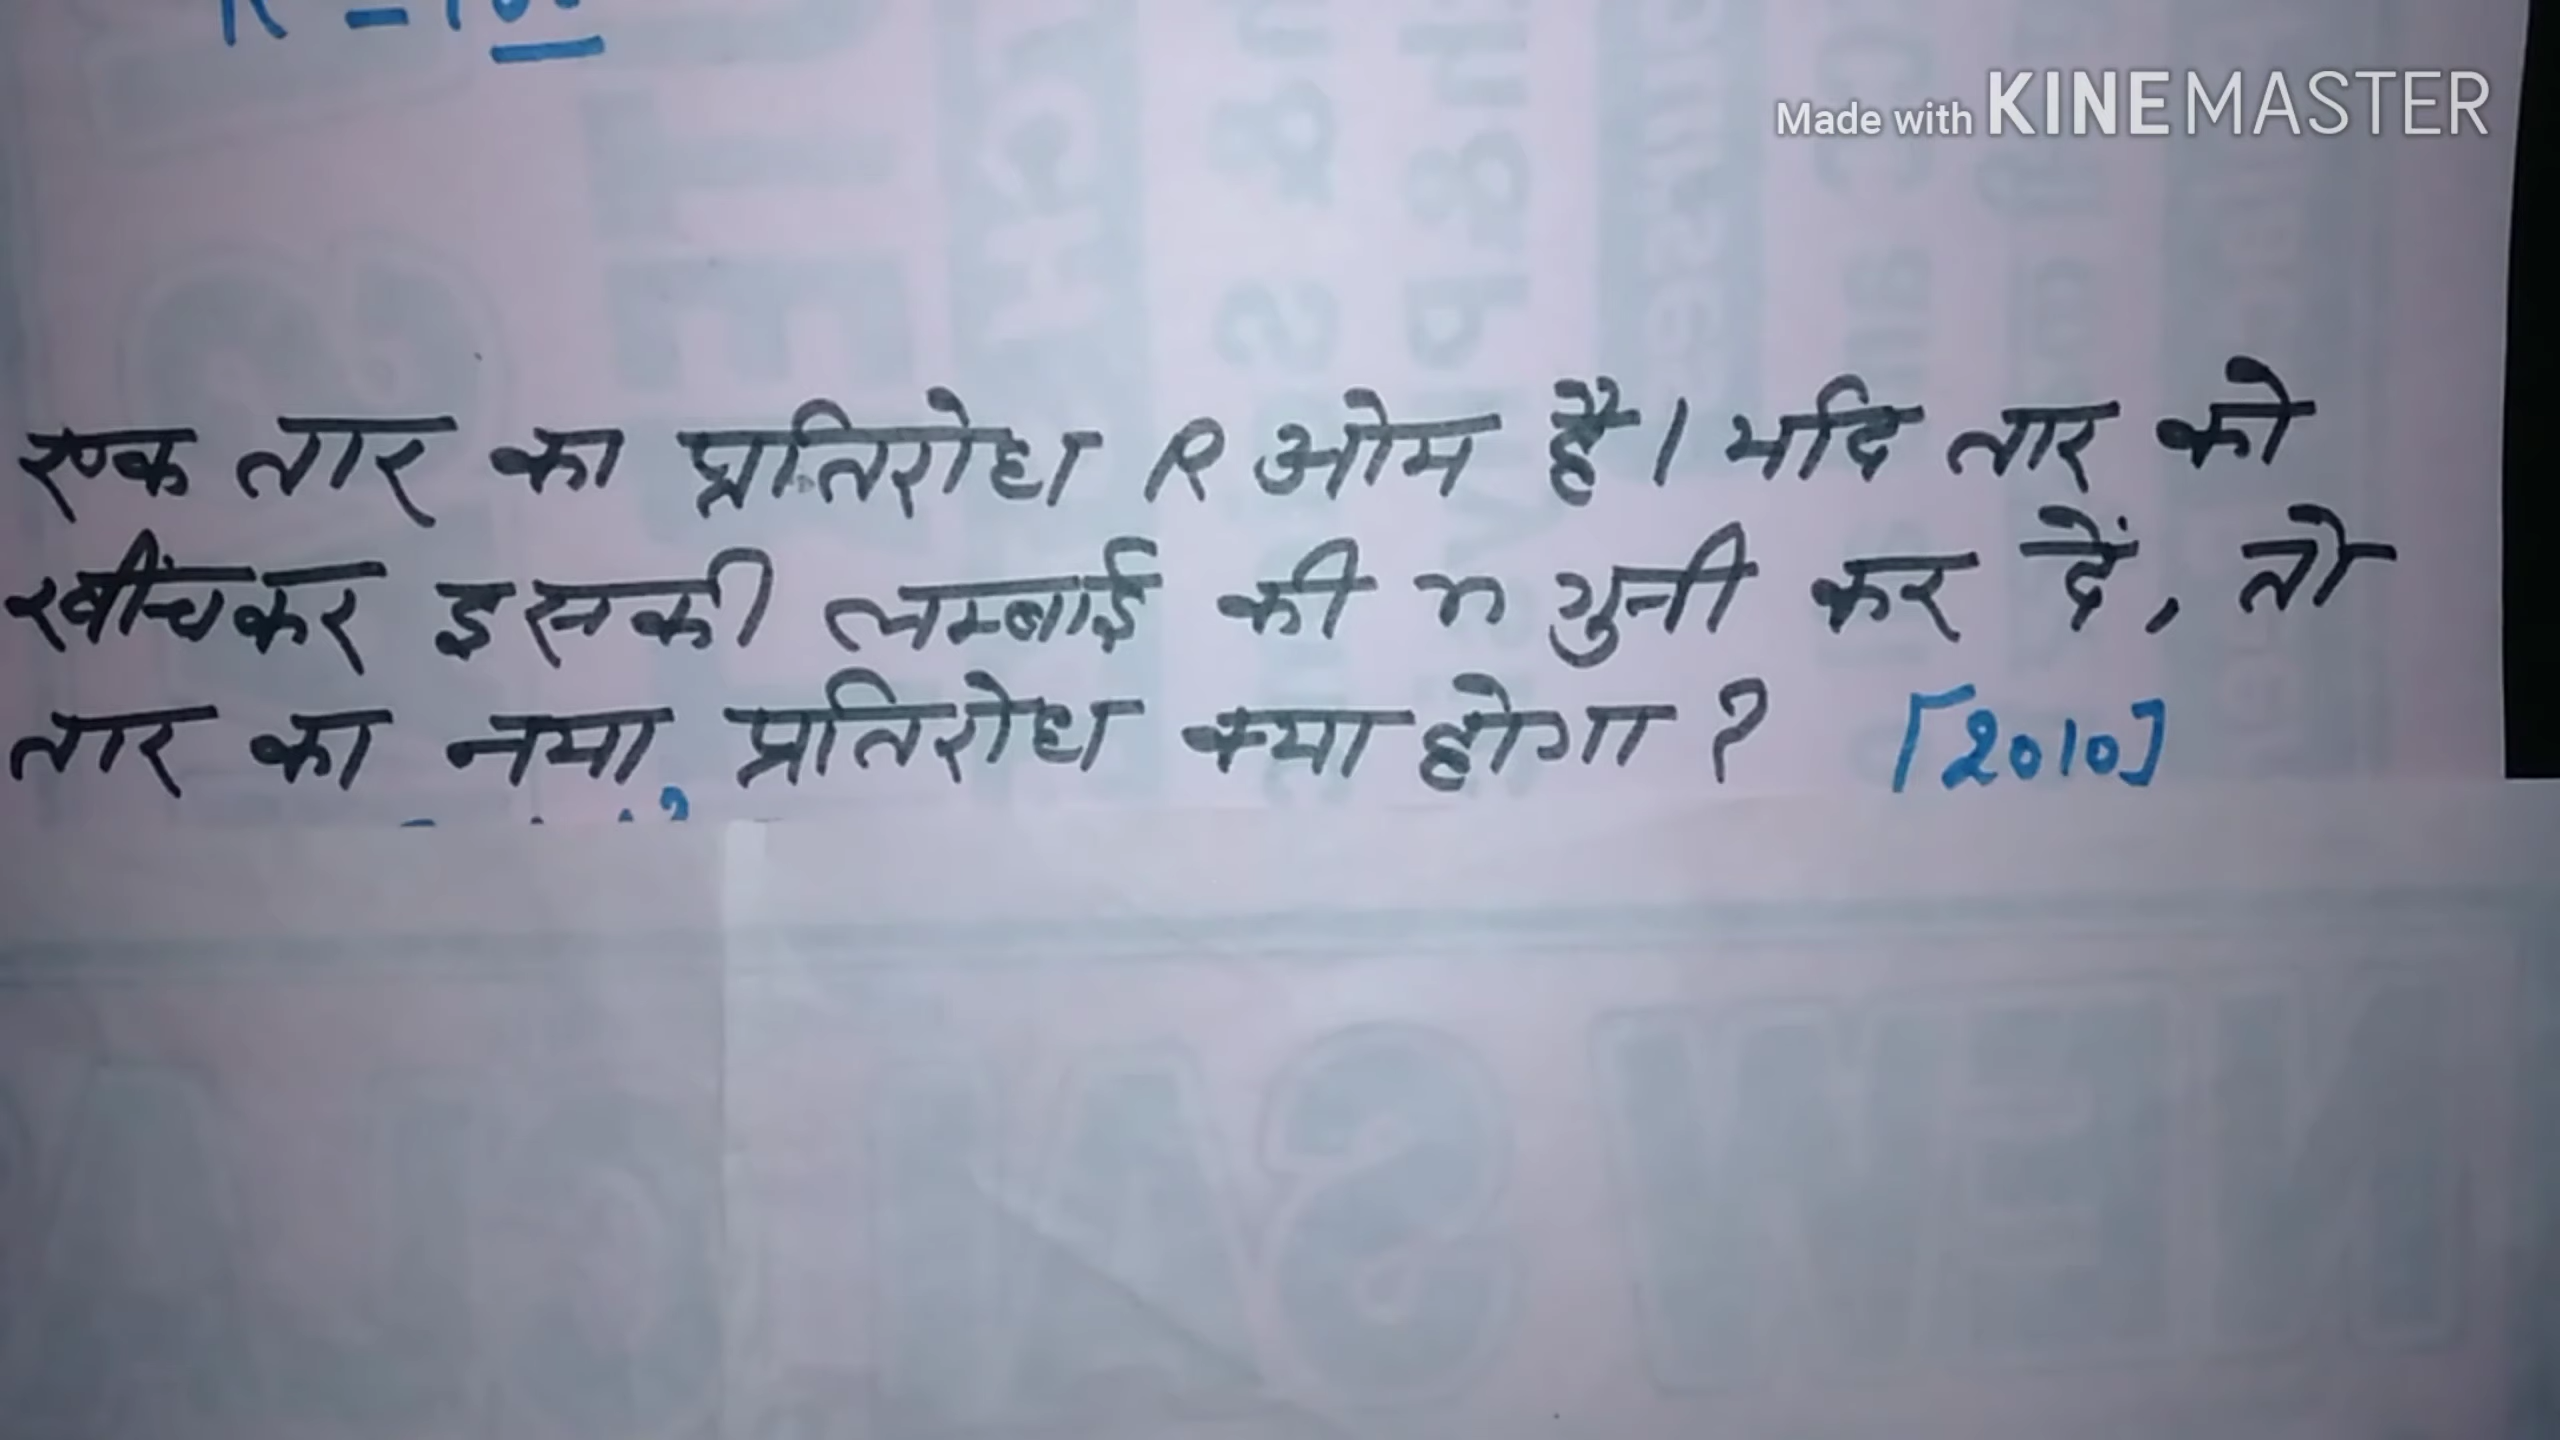 Made with KINEMASTER
एक तार का प्रतिरोध R ओम है। यदि तार को
खींचकर इसकी लम्बाई की n गुनी कर दें, तो
तार का नया प्रतिरोध क्या होगा ? [2010]